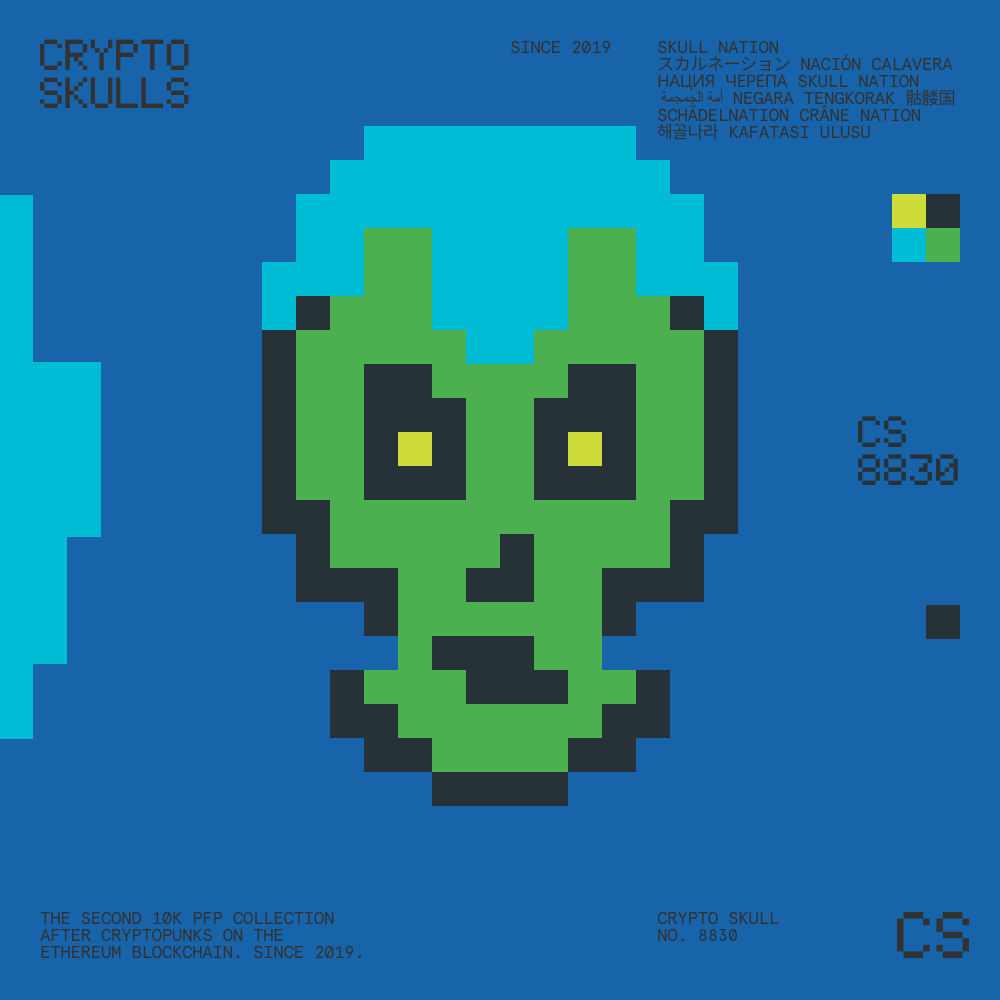 CRYPTO
SKULLS
SINCE 2019
SKULL NATION
スカルネーション NACIÓN CALAVERA
НАЦИЯ ЧЕРЕПА SKULL NATION
أمة الجمجمة NEGARA TENGKORAK 骷髅国
SCHÄDELNATION CRÂNE NATION
해골나라 KAFATASI ULUSU
CS
8830
THE SECOND 10K PFP COLLECTION
AFTER CRYPTOPUNKS ON THE
ETHEREUM BLOCKCHAIN. SINCE 2019.
CRYPTO SKULL
NO. 8830
CS